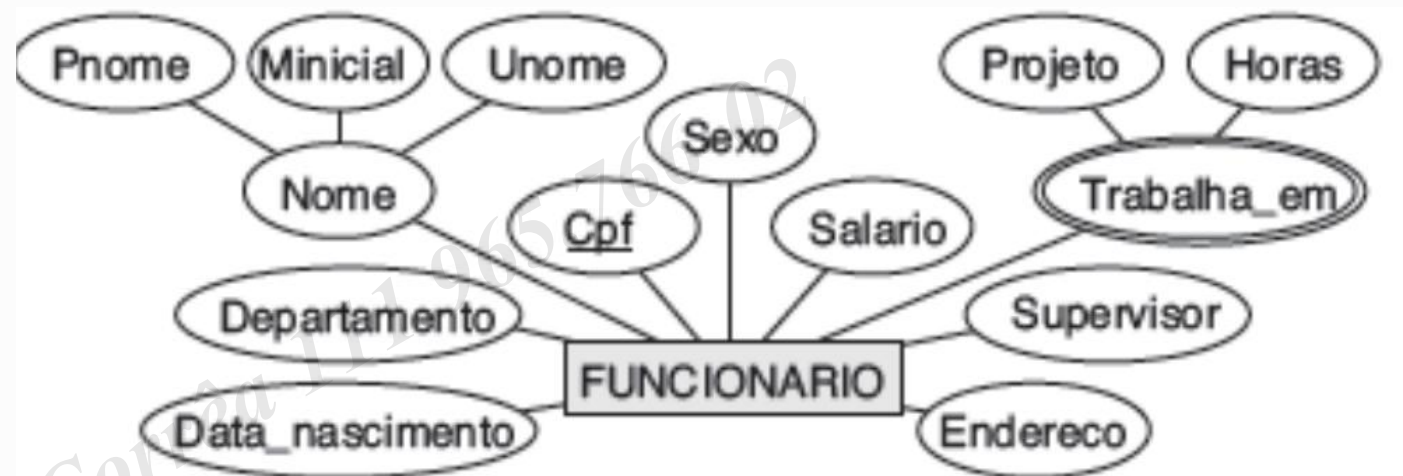 Pnome Minicial Unome Projeto Horas
Sexo
Nome Cpf Salario Trabalha_em
Departamento Supervisor
FUNCIONARIO
Data_nascimento Endereco